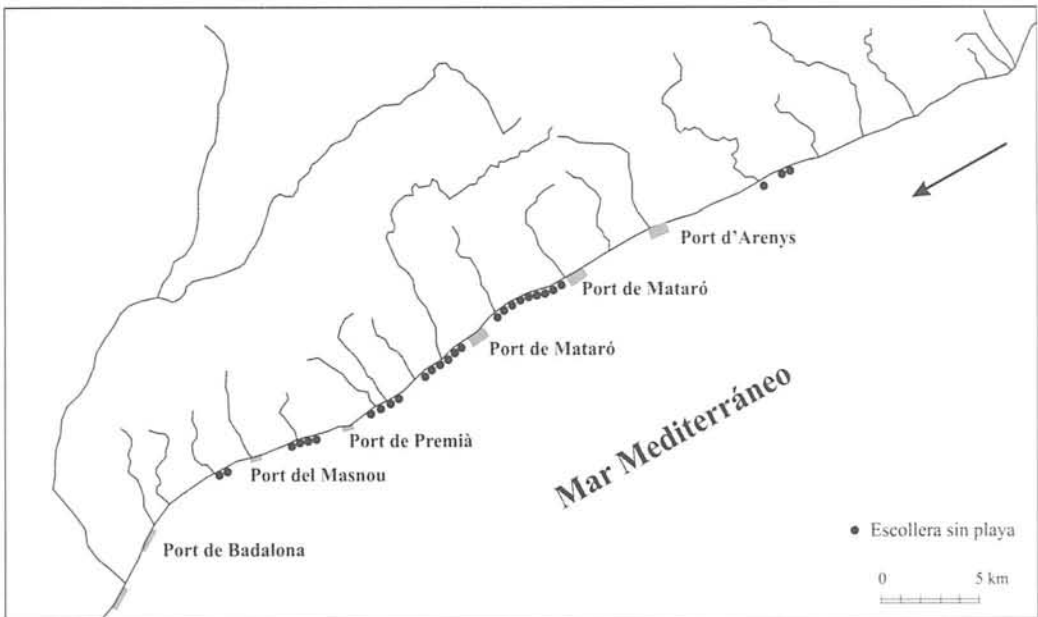 Port d'Arenys
Port de Mataró
Port de Mataró
Mar Mediterráneo
Port de Premià
Port del Masnou
Port de Badalona
Escollera sin playa
0 5 km